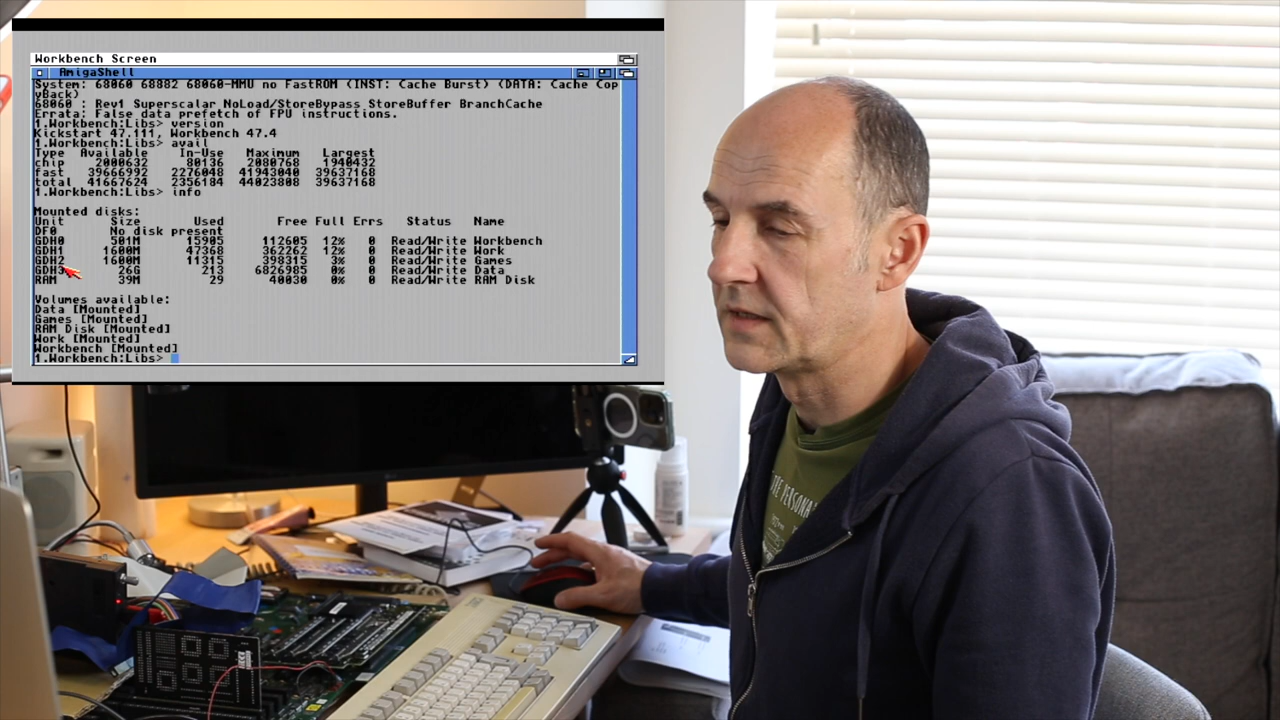 Workbench Screen
AmigaShell
System: 68060 68882 68060-MMU no FastROM (INST: Cache Burst) (DATA: Cache Cop
yBack)
68060 : Rev1 Superscalar NoLoad/StoreBypass StoreBuffer BranchCache
Errata: False data prefetch of FPU instructions.
1.Workbench:Libs> version
Kickstart 47.111, Workbench 47.4
1.Workbench:Libs> avail
Type Available In-Use Maximum Largest
chip 2000632 80136 2080768 1940432
fast 39666992 2276048 41943040 39637168
total 41667624 2356184 44023808 39637168
1.Workbench:Libs> info
Mounted disks:
Unit Size Used Free Full Errs Status Name
DF0 No disk present
GDH0 501M 15905 112605 12% 0 Read/Write Workbench
GDH1 1600M 47368 362262 12% 0 Read/Write Work
GDH2 1600M 11315 398315 3% 0 Read/Write Games
GDH3 26G 213 6826985 0% 0 Read/Write Data
RAM 39M 29 40030 0% 0 Read/Write RAM Disk
Volumes available:
Data [Mounted]
Games [Mounted]
RAM Disk [Mounted]
Work [Mounted]
Workbench [Mounted]
1.Workbench:Libs>
THE PERSONA